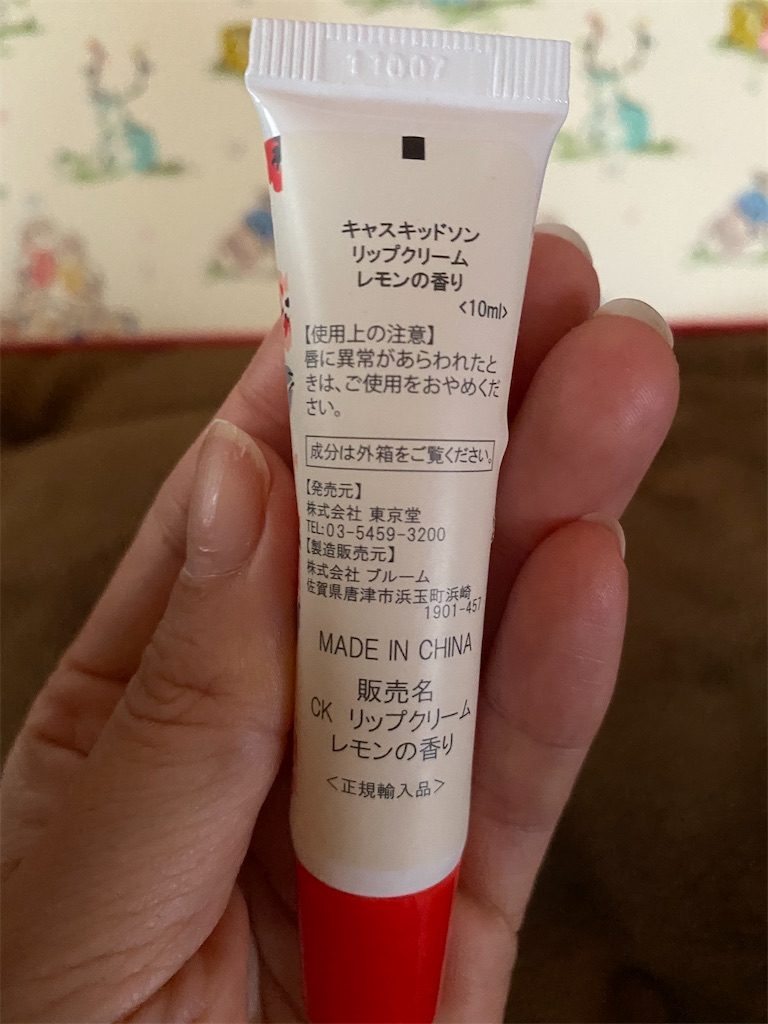 11007
キャスキッドソン
リップクリーム
レモンの香り
<10ml>
【使用上の注意】
唇に異常があらわれたと
きは、ご使用をおやめくだ
さい。
成分は外箱をご覧ください。
【発売元】
株式会社 東京堂
TEL:03-5459-3200
【製造販売元】
株式会社 ブルーム
佐賀県唐津市浜玉町浜崎
1901-457
MADE IN CHINA
販売名
CK リップクリーム
レモンの香り
<正規輸入品>